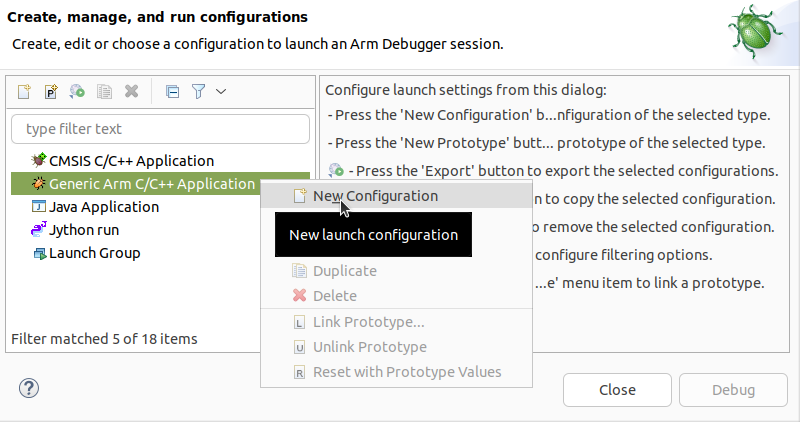 Create, manage, and run configurations
Create, edit or choose a configuration to launch an Arm Debugger session.
type filter text
CMSIS C/C++ Application
Generic Arm C/C++ Application
Java Application
Jython run
Launch Group
Filter matched 5 of 18 items
Configure launch settings from this dialog:
- Press the 'New Configuration' b...nfiguration of the selected type.
- Press the 'New Prototype' butt... prototype of the selected type.
- Press the 'Export' button to export the selected configurations.
n to copy the selected configuration.
o remove the selected configuration.
configure filtering options.
...e' menu item to link a prototype.
New Configuration
New launch configuration
Duplicate
Delete
L Link Prototype...
U Unlink Prototype
R Reset with Prototype Values
?
Close
Debug